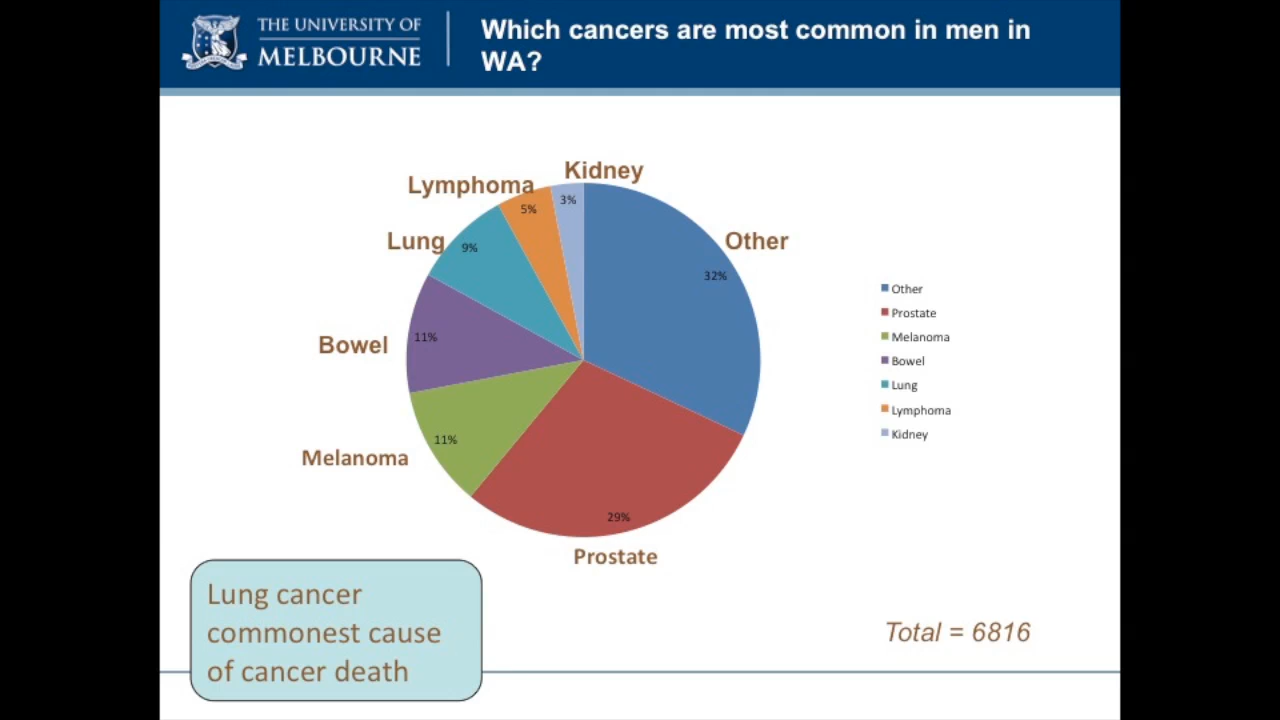 THE UNIVERSITY OF
MELBOURNE
Which cancers are most common in men in
WA?
Kidney
Lymphoma
3%
5%
Lung
9%
Other
32%
Bowel
11%
Melanoma
11%
29%
Prostate
Other
Prostate
Melanoma
Bowel
Lung
Lymphoma
Kidney
Lung cancer
commonest cause
of cancer death
Total = 6816